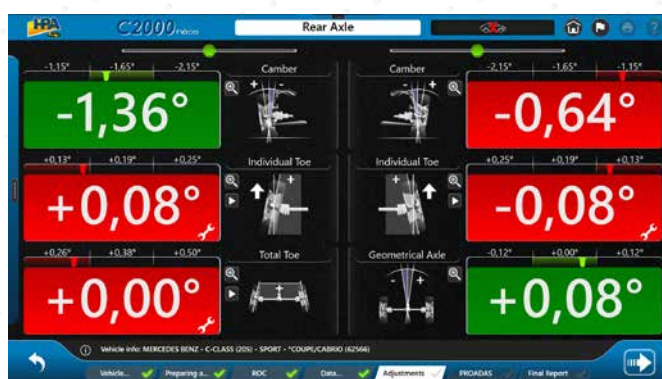 HPA C2000 Rear Axle
-1,15° -1,65° -2,15° Camber Camber -2,15° -1,65° -1,15°
-1,36° + - + - -0,64°
+0,13° +0,19° +0,25° Individual Toe Individual Toe +0,25° +0,19° +0,13°
+0,08° + + -0,08°
+0,26° +0,38° +0,50° Total Toe Geometrical Axle -0,12° +0,00° +0,12°
+0,00° + - + +0,08°
Vehicle info: MERCEDES BENZ - C-CLASS (205) - SPORT - *COUPE/CABRIO (62566)
Vehicle... Preparing a... ROC Data... Adjustments PROADAS Final Report